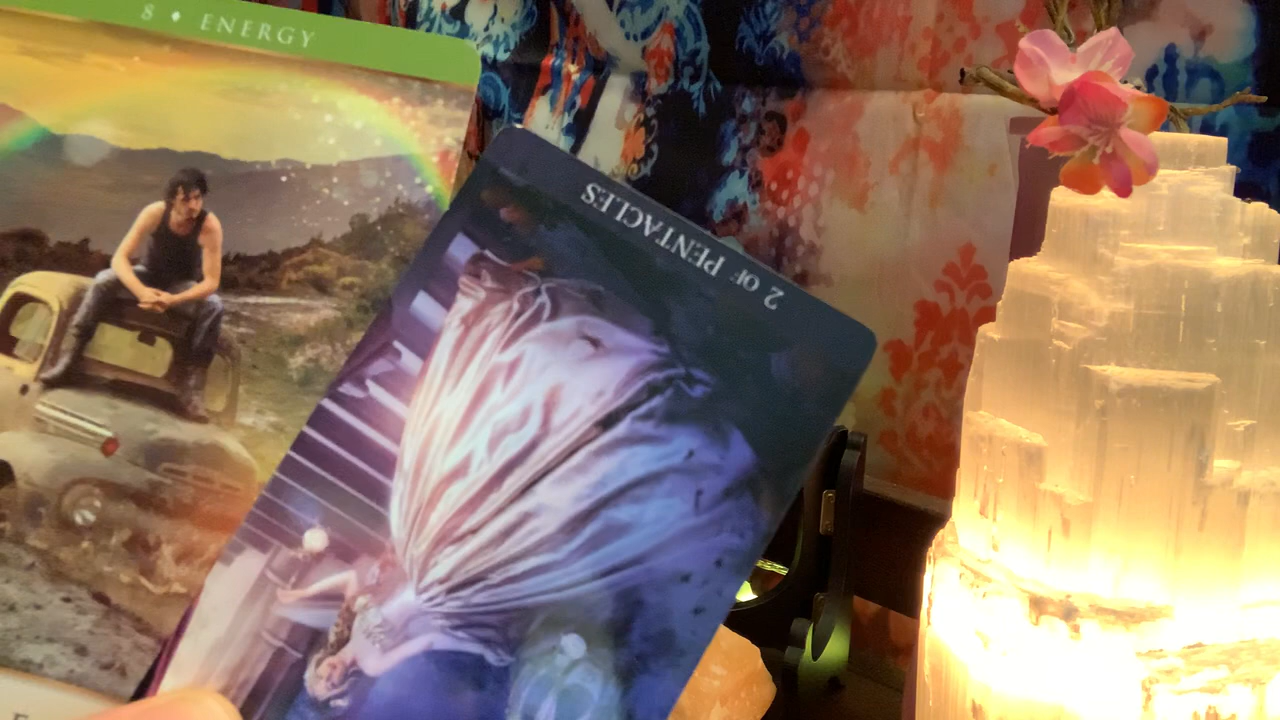 8 ♦ ENERGY
2 OF PENTACLES